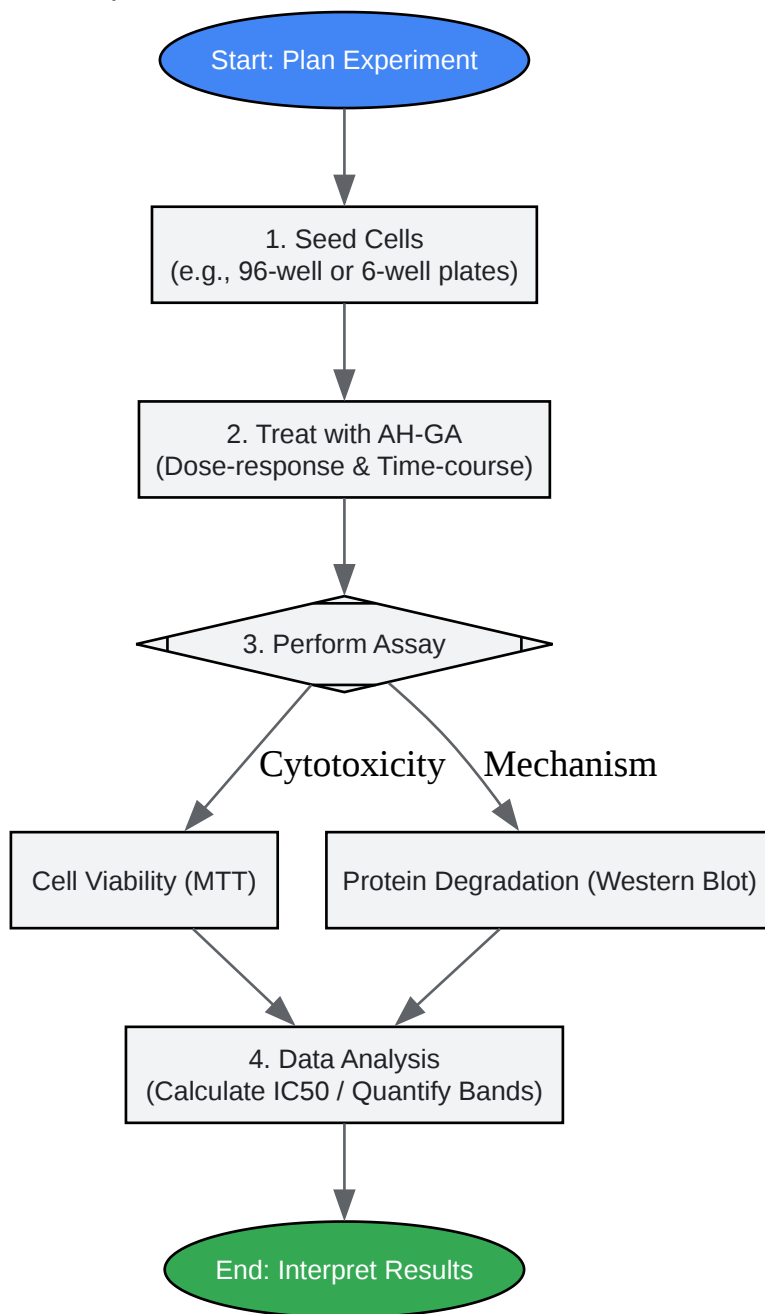 Start: Plan Experiment
1. Seed Cells
(e.g., 96-well or 6-well plates)
2. Treat with AH-GA
(Dose-response & Time-course)
3. Perform Assay
Cytotoxicity
Mechanism
Cell Viability (MTT)
Protein Degradation (Western Blot)
4. Data Analysis
(Calculate IC50 / Quantify Bands)
End: Interpret Results